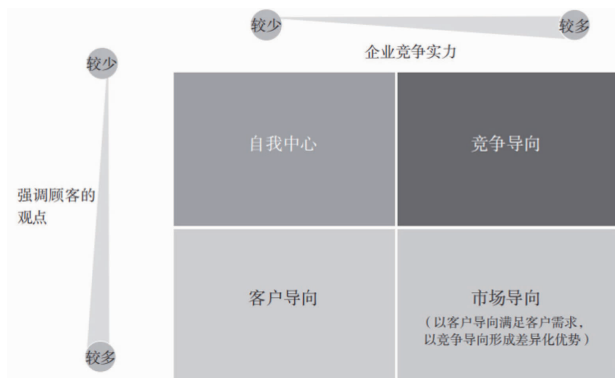 较少
较多
企业竞争实力
较少
自我中心
竞争导向
强调顾客的
观点
客户导向
市场导向
（以客户导向满足客户需求，
以竞争导向形成差异化优势）
较多